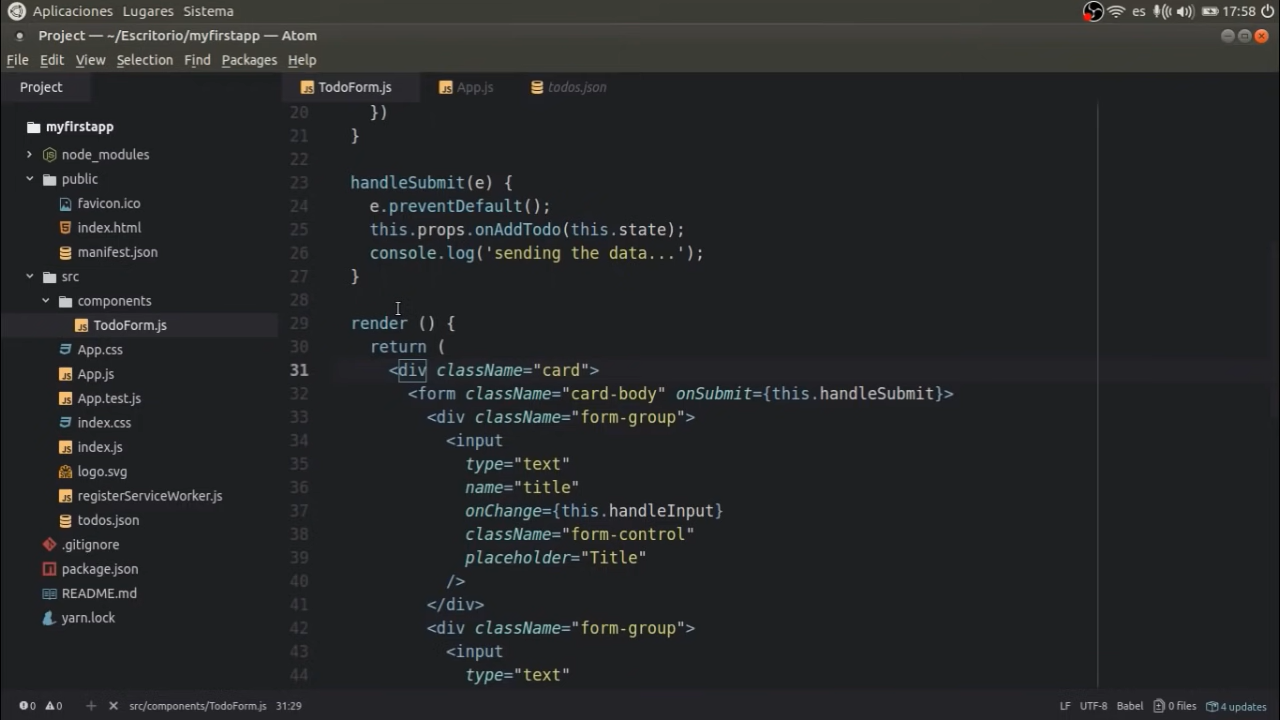 Aplicaciones Lugares Sistema es 17:58
Project — ~/Escritorio/myfirstapp — Atom
File Edit View Selection Find Packages Help
Project TodoForm.js App.js todos.json
myfirstapp
node_modules
public
favicon.ico
index.html
manifest.json
src
components
TodoForm.js
App.css
App.js
App.test.js
index.css
index.js
logo.svg
registerServiceWorker.js
todos.json
.gitignore
package.json
README.md
yarn.lock
20 })
21 }
22
23 handleSubmit(e) {
24 e.preventDefault();
25 this.props.onAddTodo(this.state);
26 console.log('sending the data...');
27 }
28
29 render () {
30 return (
31 <div className="card">
32 <form className="card-body" onSubmit={this.handleSubmit}>
33 <div className="form-group">
34 <input
35 type="text"
36 name="title"
37 onChange={this.handleInput}
38 className="form-control"
39 placeholder="Title"
40 />
41 </div>
42 <div className="form-group">
43 <input
44 type="text"
0 0 + × src/components/TodoForm.js 31:29 LF UTF-8 Babel 0 files 4 updates